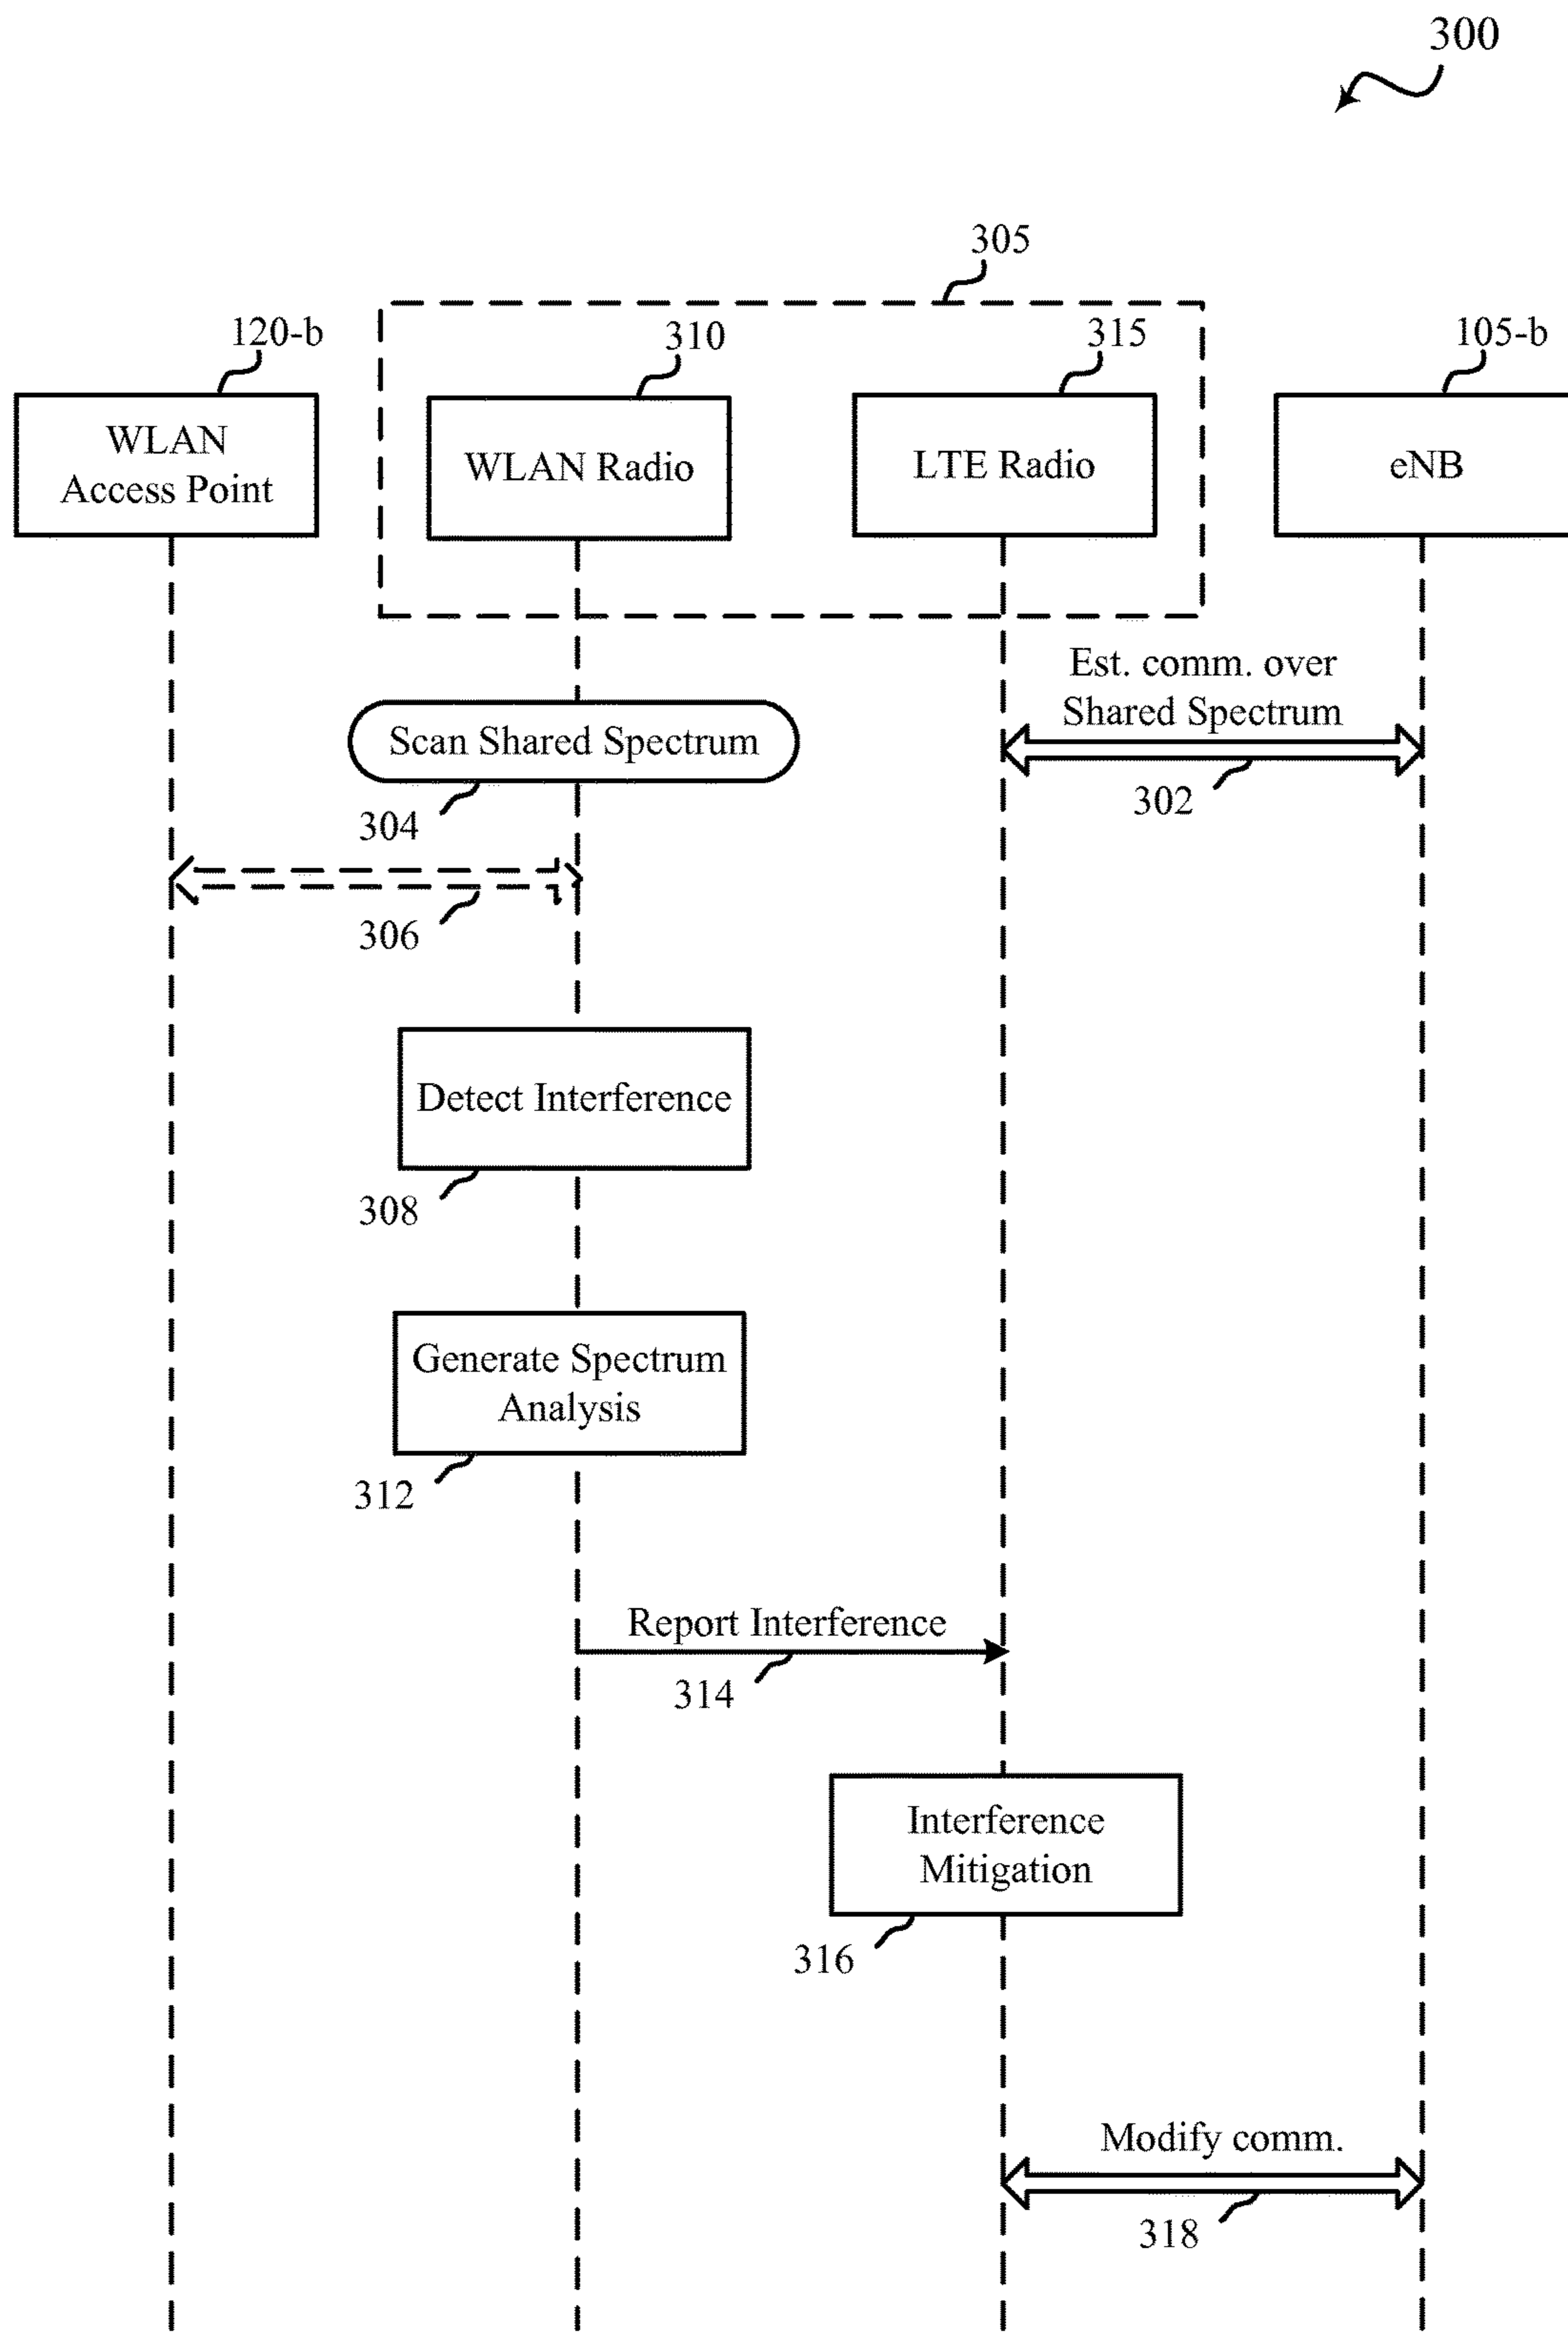 300
305
120-b
310
315
105-b
WLAN
Access Point
WLAN Radio
LTE Radio
eNB
Est. comm. over
Shared Spectrum
Scan Shared Spectrum
302
304
306
Detect Interference
308
Generate Spectrum
Analysis
312
Report Interference
314
Interference
Mitigation
316
Modify comm.
318